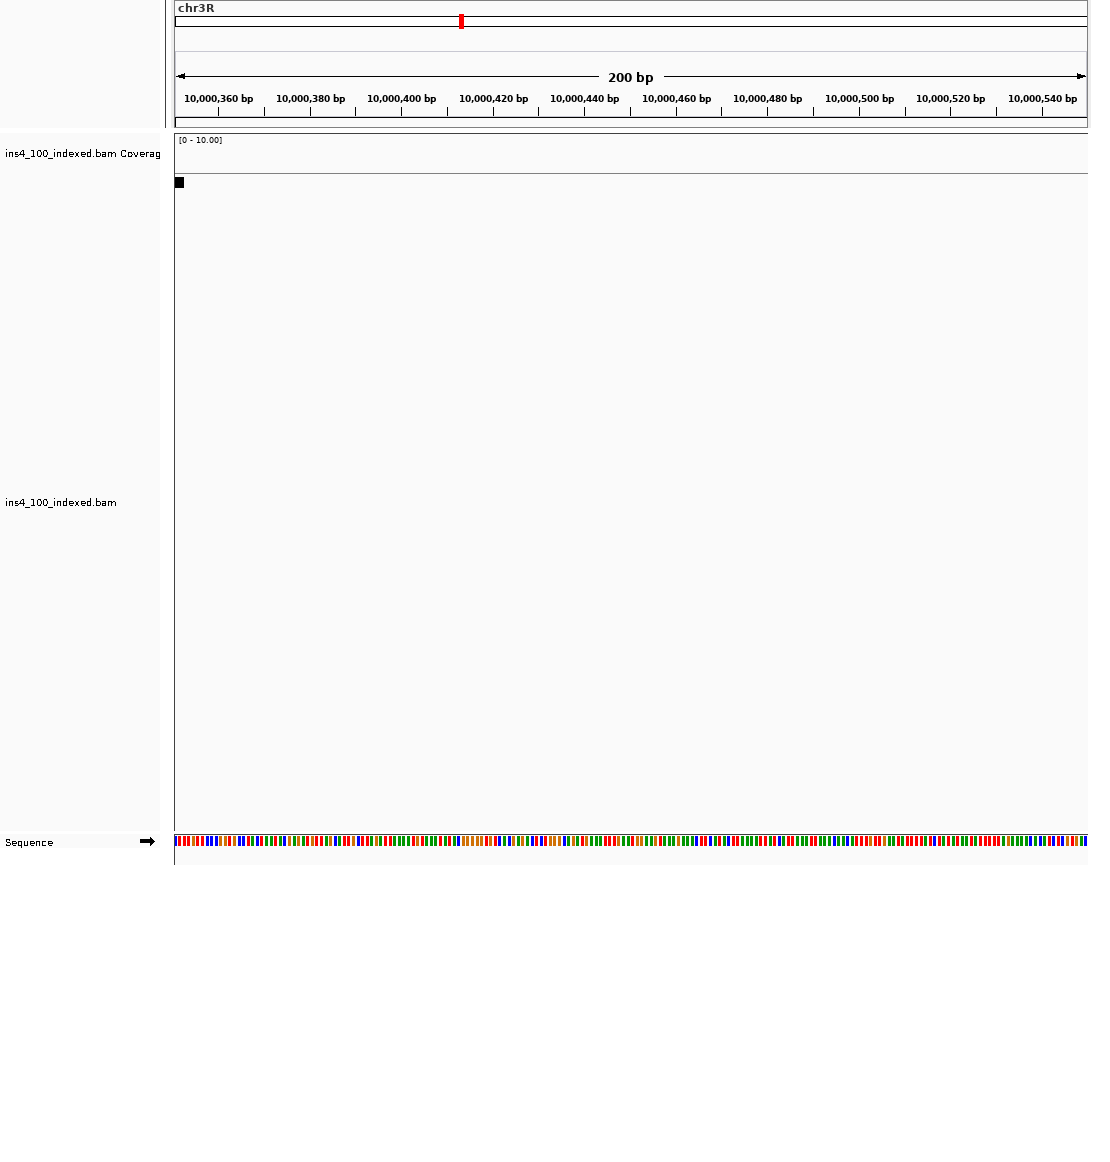 chr3R
200 bp
10,000,360 bp 10,000,380 bp 10,000,400 bp 10,000,420 bp 10,000,440 bp 10,000,460 bp 10,000,480 bp 10,000,500 bp 10,000,520 bp 10,000,540 bp
[0 - 10.00]
ins4_100_indexed.bam Coverag
ins4_100_indexed.bam
Sequence